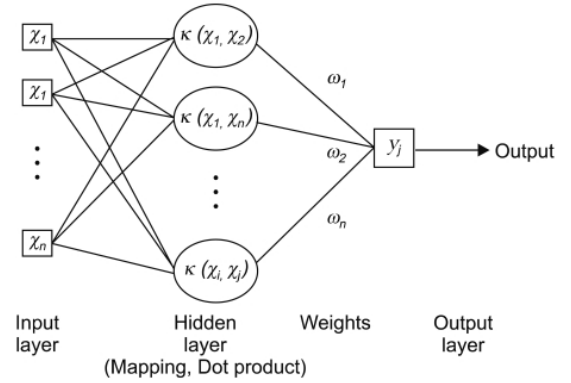 χ1
χ1
χn
κ (χ1, χ2)
κ (χ1, χn)
κ (χi, χj)
ω1
ω2
ωn
yj
Output
Input
layer
Hidden
layer
(Mapping, Dot product)
Weights
Output
layer